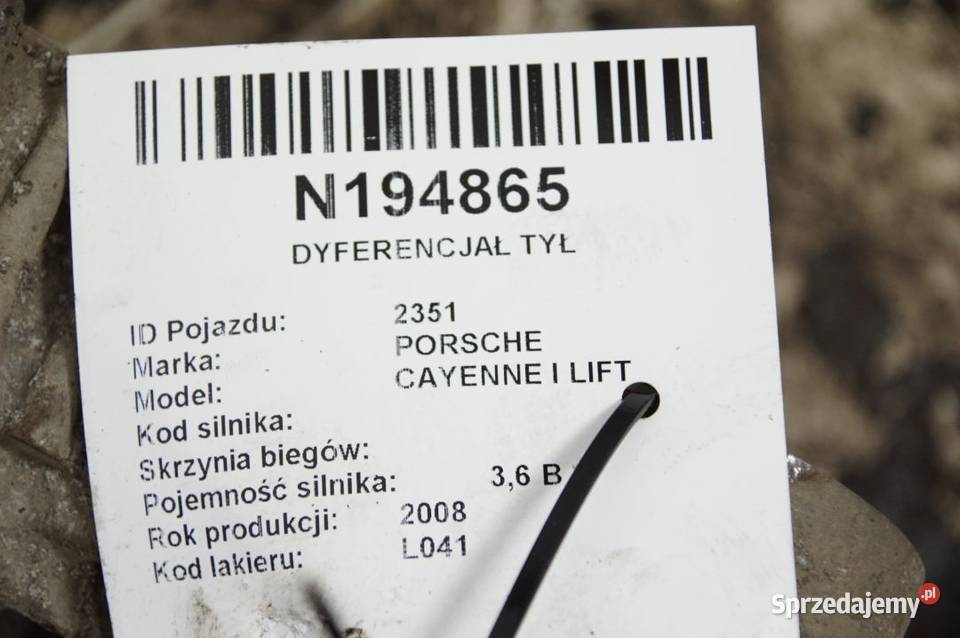 N194865
DYFERENCJAŁ TYŁ
ID Pojazdu: 2351
Marka: PORSCHE
Model: CAYENNE I LIFT
Kod silnika:
Skrzynia biegów:
Pojemność silnika: 3,6 B
Rok produkcji: 2008
Kod lakieru: L041
Sprzedajemy.pl